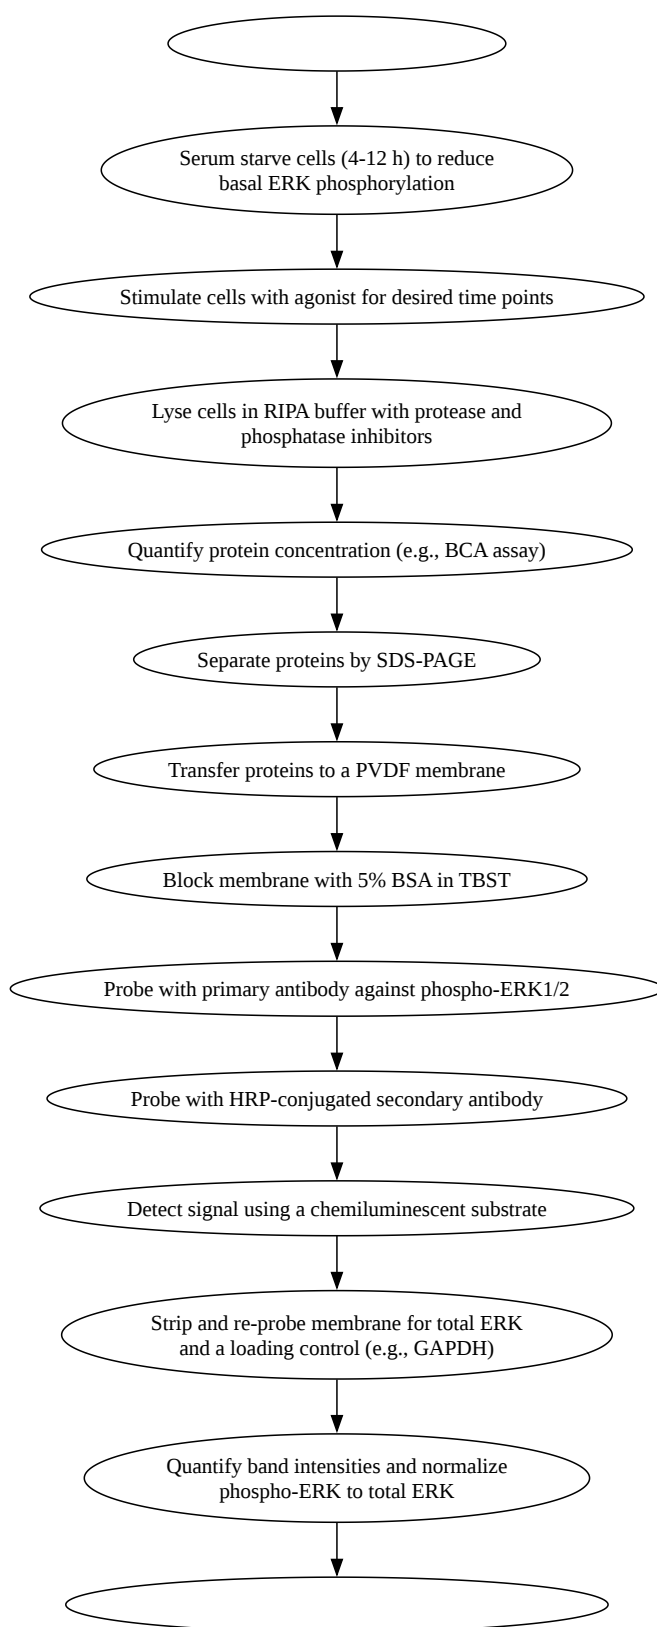 Serum starve cells (4-12 h) to reduce
basal ERK phosphorylation
Stimulate cells with agonist for desired time points
Lyse cells in RIPA buffer with protease and
phosphatase inhibitors
Quantify protein concentration (e.g., BCA assay)
Separate proteins by SDS-PAGE
Transfer proteins to a PVDF membrane
Block membrane with 5% BSA in TBST
Probe with primary antibody against phospho-ERK1/2
Probe with HRP-conjugated secondary antibody
Detect signal using a chemiluminescent substrate
Strip and re-probe membrane for total ERK
and a loading control (e.g., GAPDH)
Quantify band intensities and normalize
phospho-ERK to total ERK